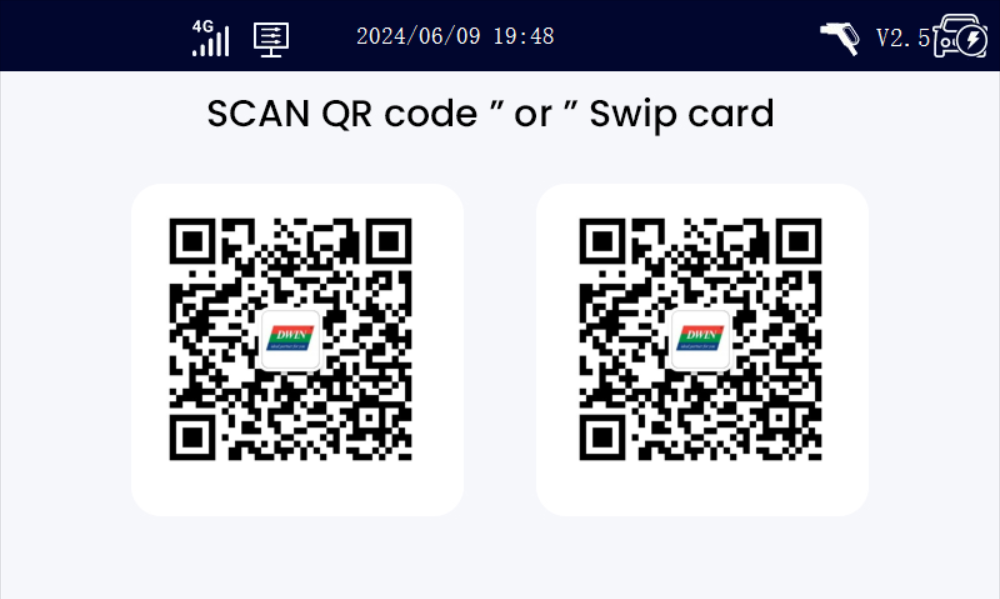 4G
2024/06/09 19:48
V2.5
SCAN QR code ” or ” Swip card
DWIN
DWIN